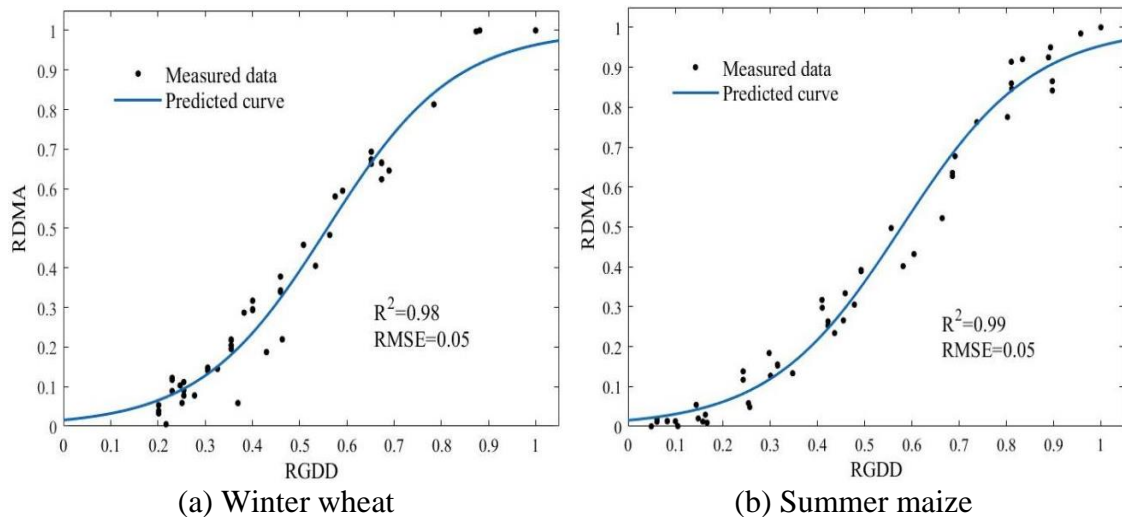 1
0.9
0.8
0.7
0.6
0.5
0.4
0.3
0.2
0.1
0
RDMA
Measured data
Predicted curve
R²=0.98
RMSE=0.05
0 0.1 0.2 0.3 0.4 0.5 0.6 0.7 0.8 0.9 1
RGDD
(a) Winter wheat
1
0.9
0.8
0.7
0.6
0.5
0.4
0.3
0.2
0.1
0
RDMA
Measured data
Predicted curve
R²=0.99
RMSE=0.05
0 0.1 0.2 0.3 0.4 0.5 0.6 0.7 0.8 0.9 1
RGDD
(b) Summer maize